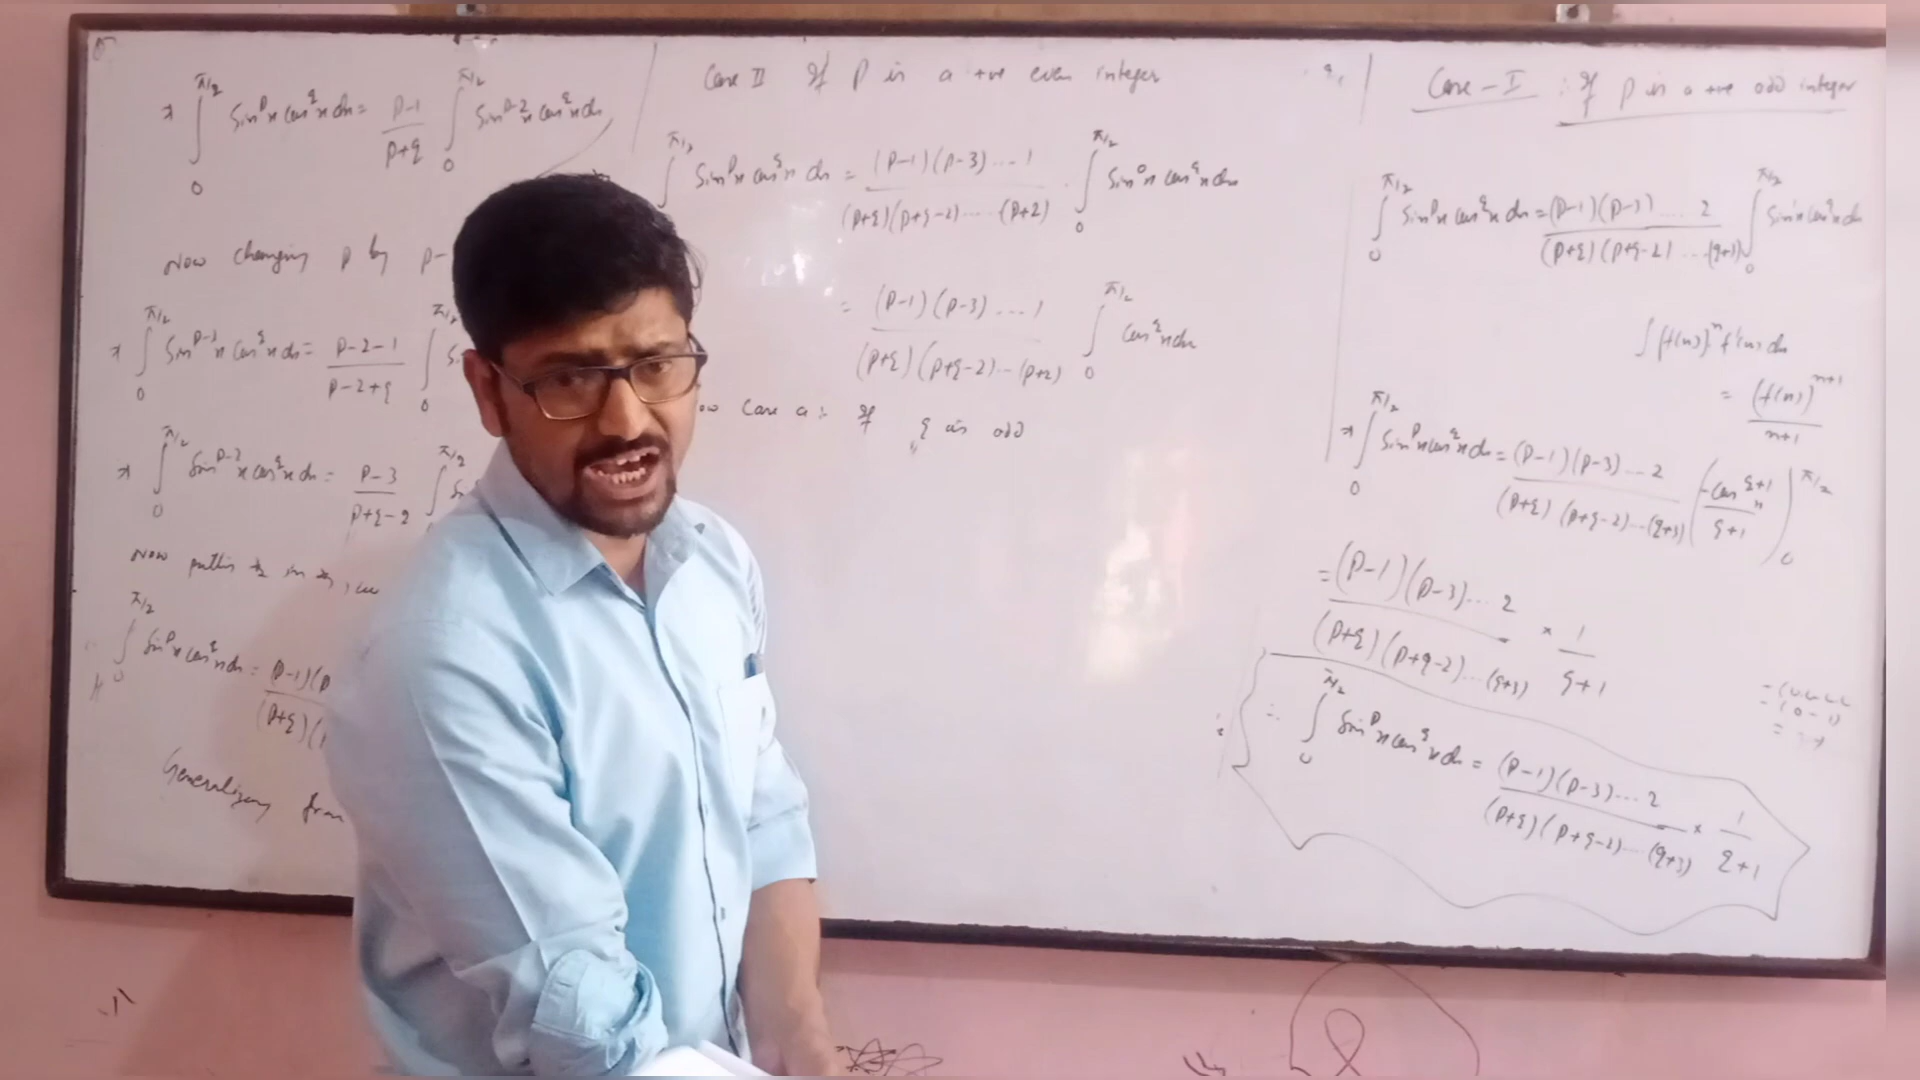 ∫₀^{π/2} sin^p x cos^q x dx = p-1/p+q ∫₀^{π/2} sin^{p-2} x cos^q x dx
Now changing p by p-
∫₀^{π/2} sin^{p-2} x cos^q x dx = p-2-1/p-2+q ∫₀
∫₀^{π/2} sin^{p-2} x cos^q x dx = p-3/p+q-2 ∫
Now putting in
∫₀^{π/2} sin^p x cos^q x dx = (p-1)(p
(p+q)(
Generalizing from
Case II If p is a +ve even integer
∫^{π/2} sin^p x cos^q x dx = (p-1)(p-3)...1/(p+q)(p+q-2)....(p+2) . ∫₀^{π/2} sin^0 x cos^q x dx
= (p-1)(p-3)...1/(p+q)(p+q-2)..(p+2) ∫₀^{π/2} cos^q x dx
ow Case a: If q is odd
Case-I : If p is a +ve odd integer
∫₀^{π/2} sin^p x cos^q x dx = (p-1)(p-3)....2/(p+q)(p+q-2)...(q+3) ∫₀^{π/2} sin x cos^q x dx
∫[f(x)]^n f'(x) dx
= (f(x))^{n+1}/n+1
∫₀^{π/2} sin^p x cos^q x dx = (p-1)(p-3)...2/(p+q)(p+q-2)...(q+3) (-cos^{q+1} x/q+1)₀^{π/2}
= (p-1)(p-3)...2/(p+q)(p+q-2)...(q+3) × 1/q+1
∴ ∫₀^{π/2} sin^p x cos^q x dx = (p-1)(p-3)...2/(p+q)(p+q-2)...(q+3) × 1/q+1
-(0-1)